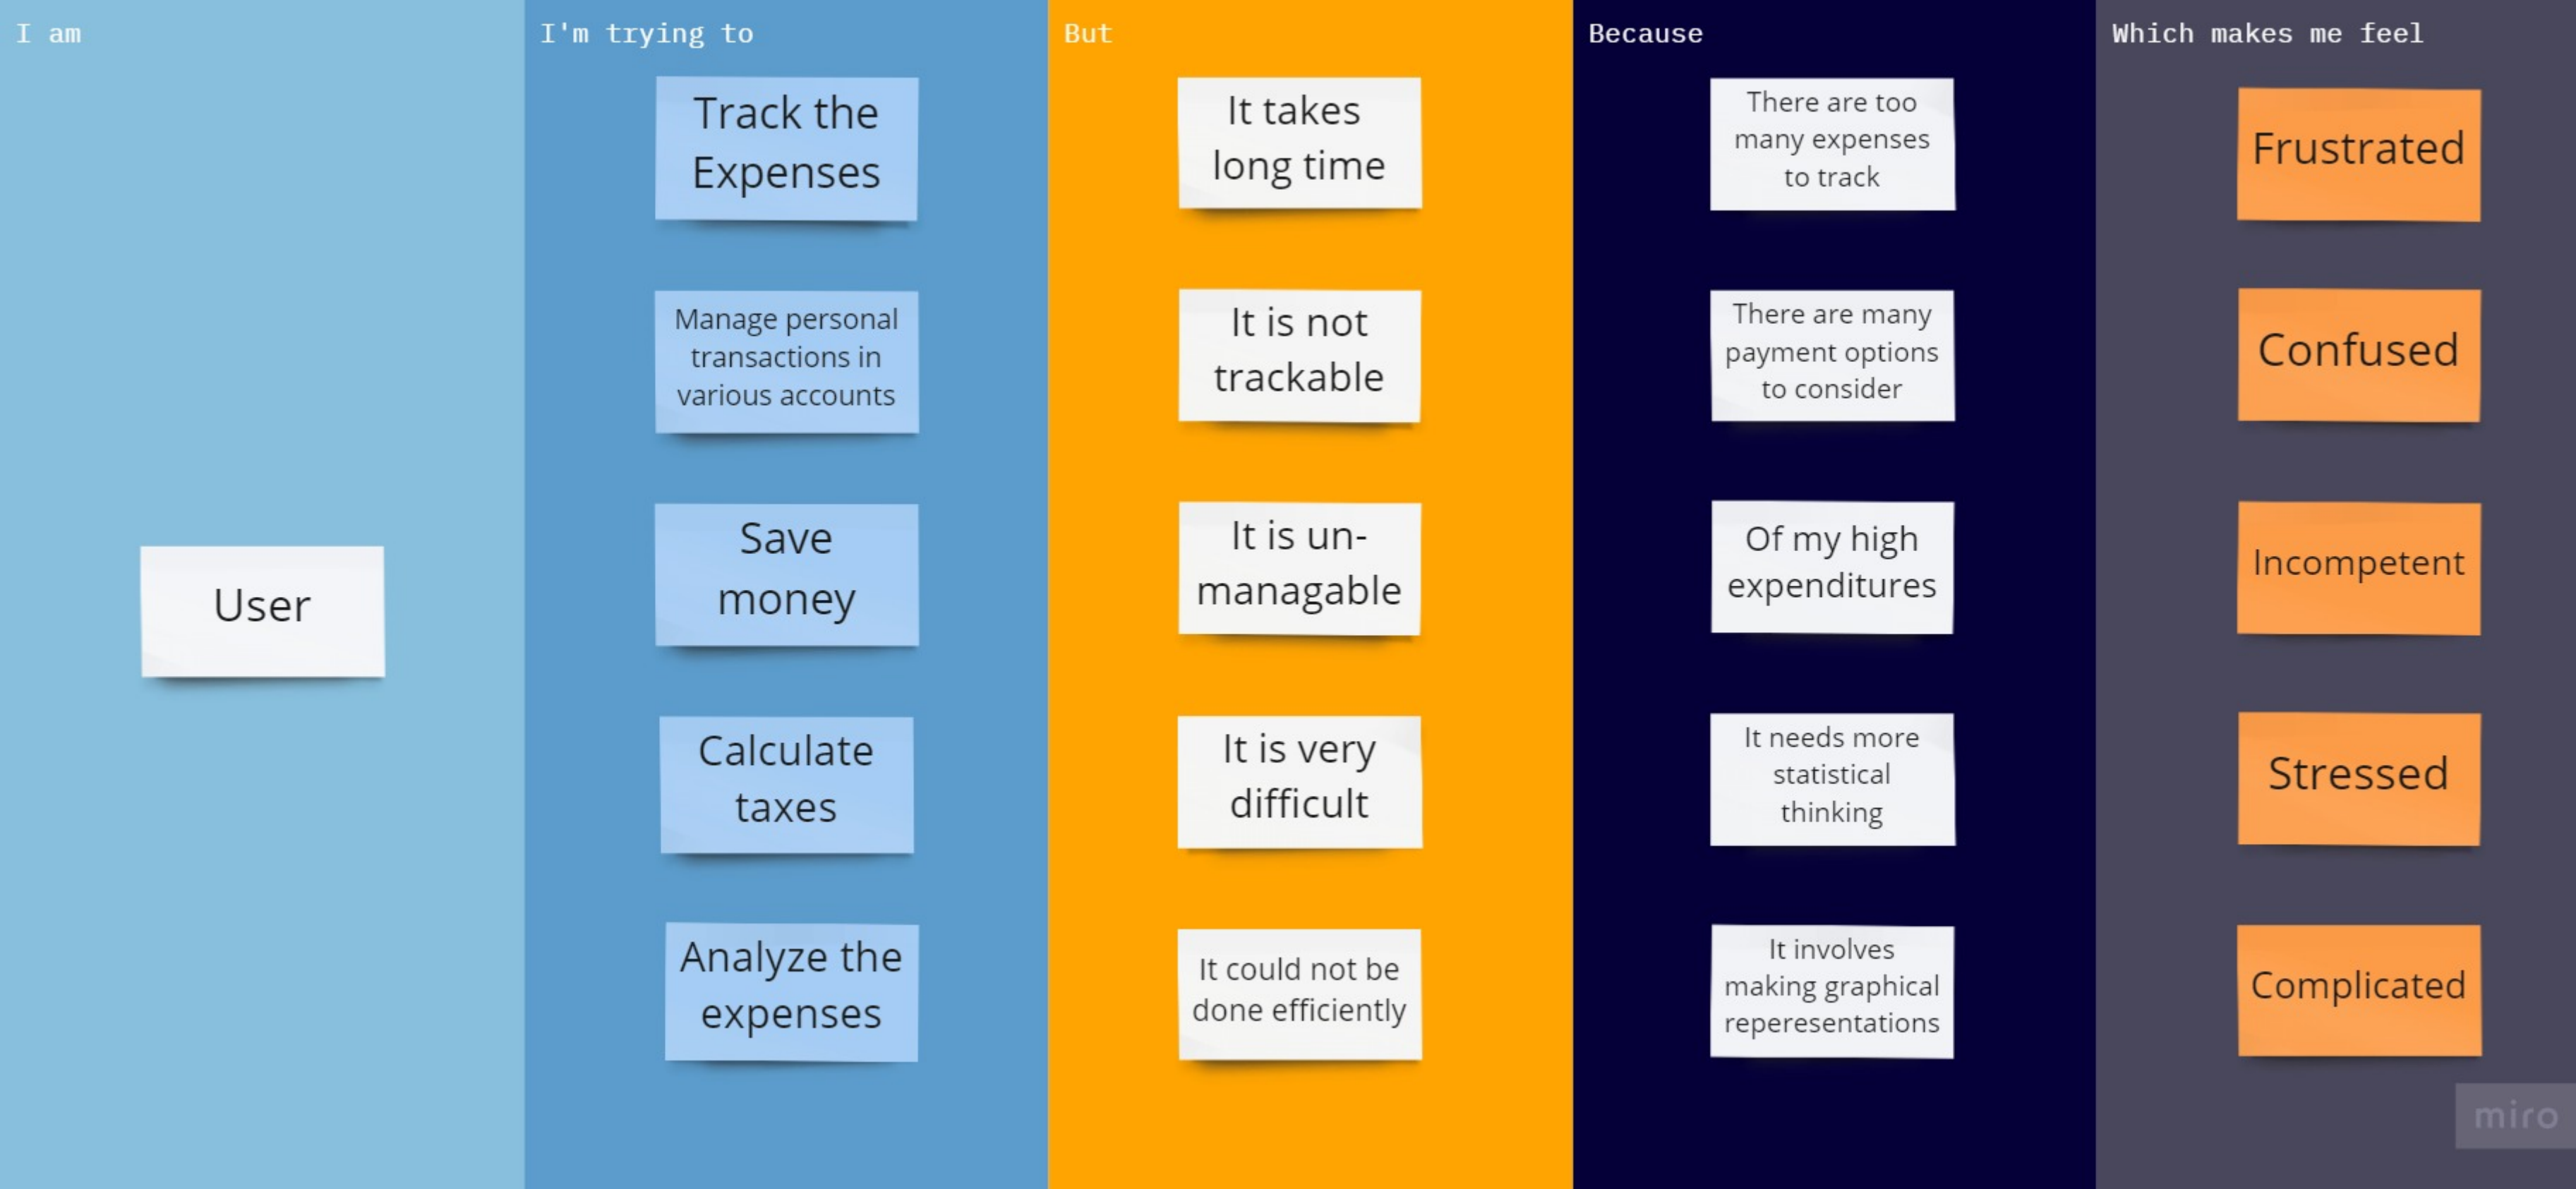 I am
I'm trying to
But
Because
Which makes me feel
User
Track the
Expenses
It takes
long time
There are too
many expenses
to track
Frustrated
Manage personal
transactions in
various accounts
It is not
trackable
There are many
payment options
to consider
Confused
Save
money
It is un-
managable
Of my high
expenditures
Incompetent
Calculate
taxes
It is very
difficult
It needs more
statistical
thinking
Stressed
Analyze the
expenses
It could not be
done efficiently
It involves
making graphical
reperesentations
Complicated
miro